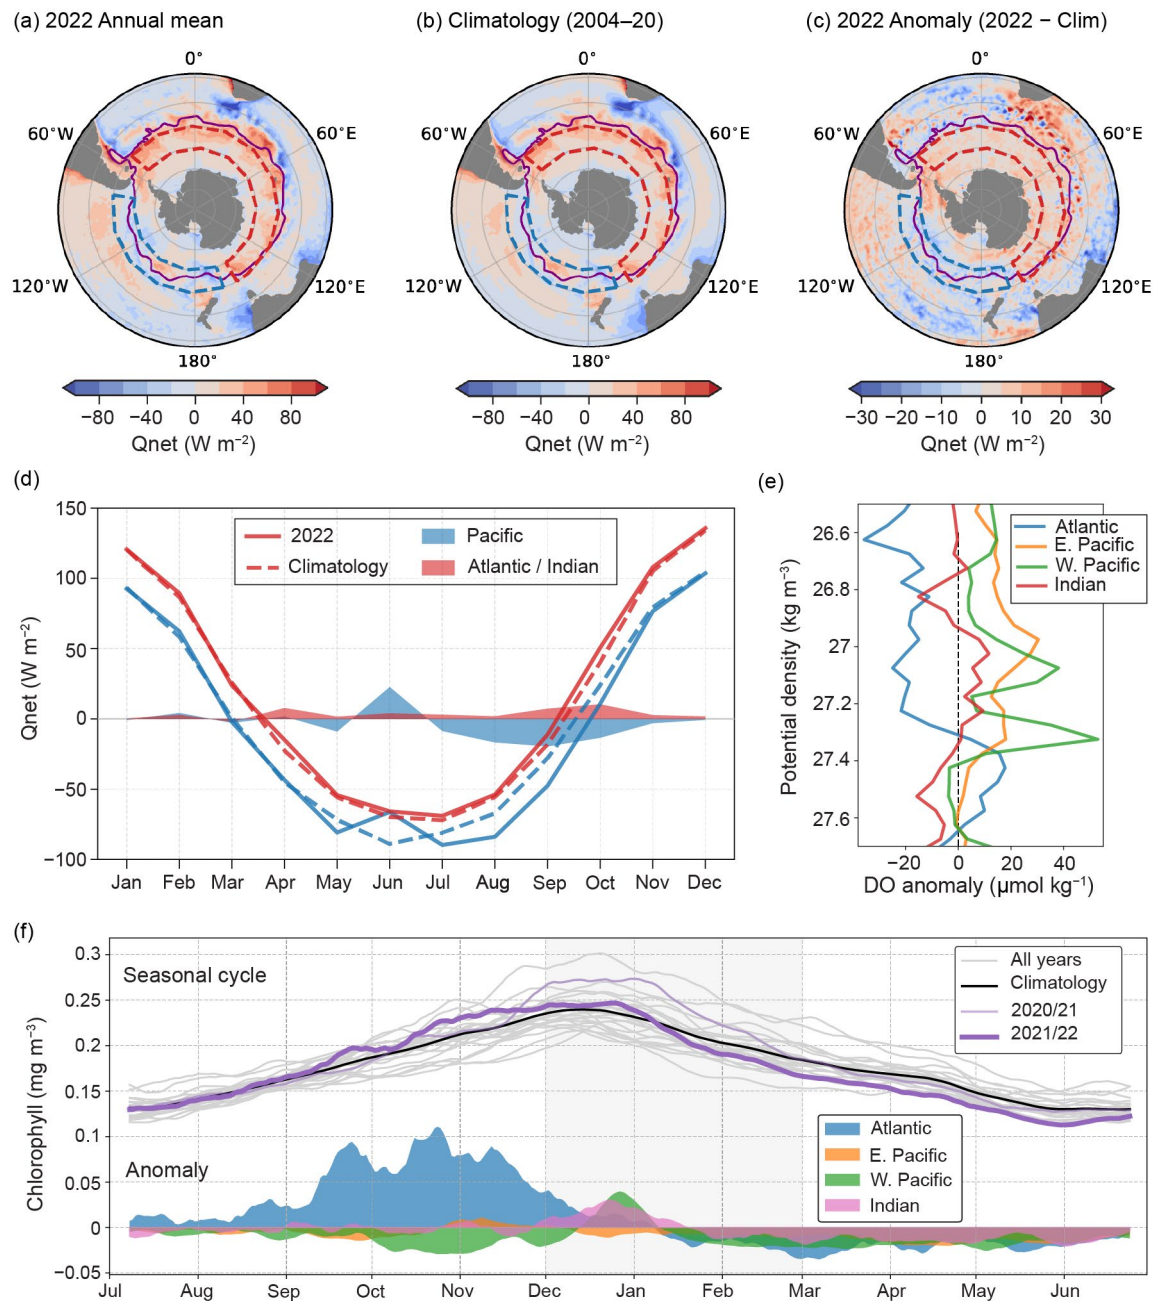 (a) 2022 Annual mean
(b) Climatology (2004–20)
(c) 2022 Anomaly (2022 − Clim)
0°
0°
0°
60°W
60°E
60°W
60°E
60°W
60°E
120°W
120°E
120°W
120°E
120°W
120°E
180°
180°
180°
−80 −40 0 40 80
−80 −40 0 40 80
−30 −20 −10 0 10 20 30
Qnet (W m−2)
Qnet (W m−2)
Qnet (W m−2)
(d)
150
100
50
0
−50
−100
Qnet (W m−2)
2022
Climatology
Pacific
Atlantic / Indian
Jan Feb Mar Apr May Jun Jul Aug Sep Oct Nov Dec
(e)
26.6
26.8
27
27.2
27.4
27.6
Potential density (kg m−3)
Atlantic
E. Pacific
W. Pacific
Indian
−20 0 20 40
DO anomaly (µmol kg−1)
(f)
0.3
0.25
0.2
0.15
0.1
0.05
0
−0.05
Chlorophyll (mg m−3)
Seasonal cycle
All years
Climatology
2020/21
2021/22
Anomaly
Atlantic
E. Pacific
W. Pacific
Indian
Jul Aug Sep Oct Nov Dec Jan Feb Mar Apr May Jun